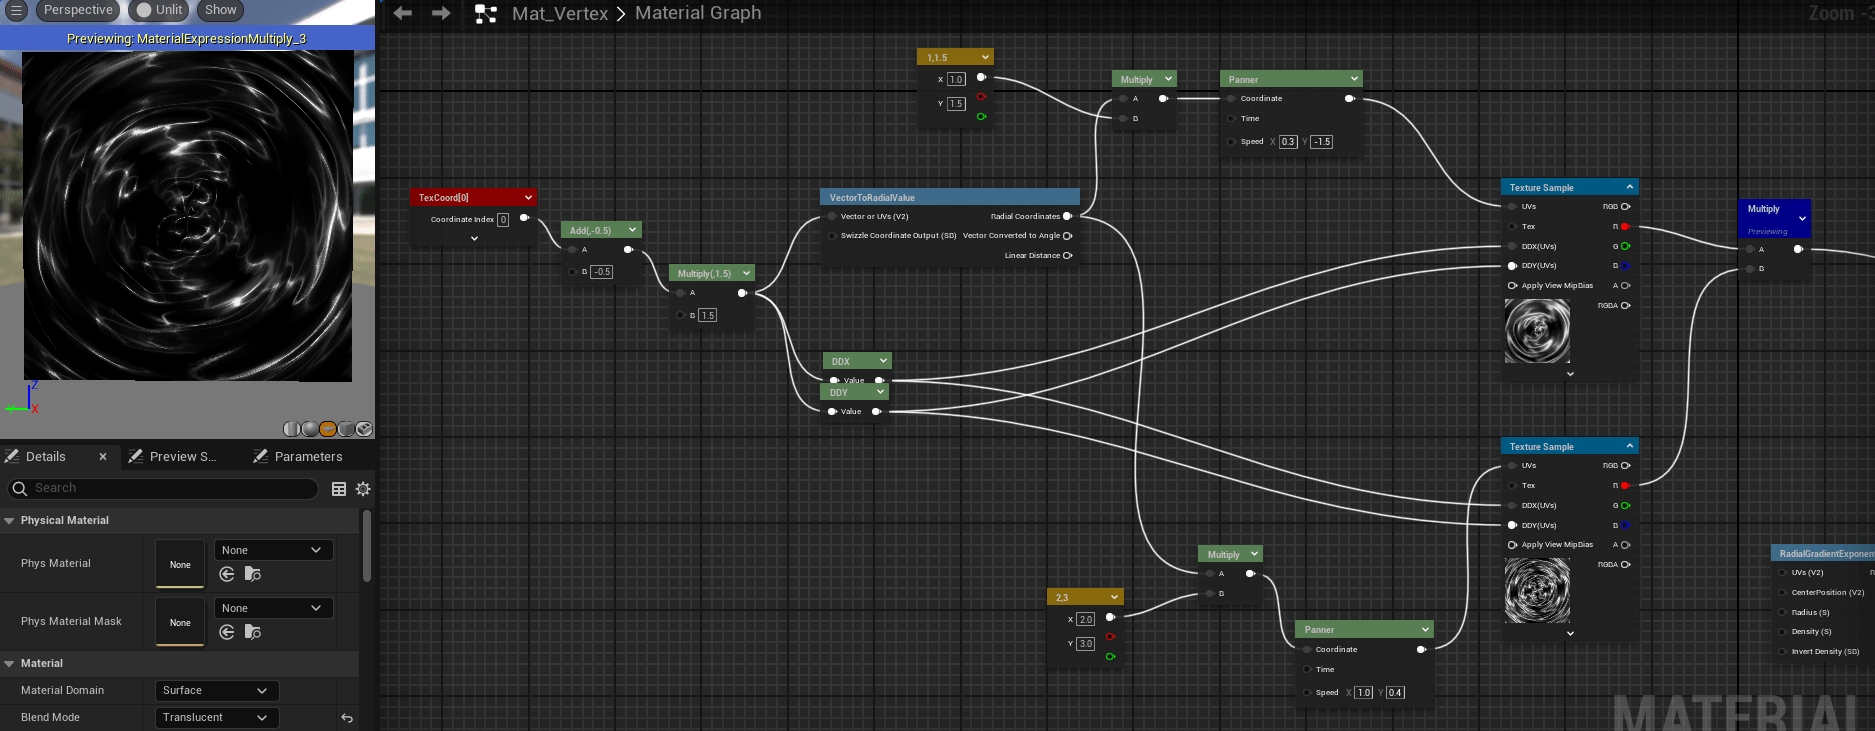 Perspective
Unlit
Show
Previewing: MaterialExpressionMultiply_3
Z
X
Mat_Vertex
Material Graph
Zoom -3
1,1.5
X 1.0
Y 1.5
Multiply
A
B
Panner
Coordinate
Time
Speed X 0.3 Y -1.5
TexCoord[0]
Coordinate Index 0
Add(,-0.5)
A
B -0.5
Multiply(,1.5)
A
B 1.5
VectorToRadialValue
Vector or UVs (V2) Radial Coordinates
Swizzle Coordinate Output (SB) Vector Converted to Angle
Linear Distance
DDX
Value
DDY
Value
Texture Sample
UVs RGB
Tex R
DDX(UVs) G
DDY(UVs) B
Apply View MipBias A
RGBA
Multiply
Previewing
A
B
Texture Sample
UVs RGB
Tex R
DDX(UVs) G
DDY(UVs) B
Apply View MipBias A
RGBA
Multiply
A
B
2,3
X 2.0
Y 3.0
Panner
Coordinate
Time
Speed X 1.0 Y 0.4
RadialGradientExponen
UVs (V2)
CenterPosition (V2)
Radius (S)
Density (S)
Invert Density (SB)
MATERIAL
Details
Preview S...
Parameters
Search
Physical Material
Phys Material
None
None
Phys Material Mask
None
None
Material
Material Domain
Surface
Blend Mode
Translucent